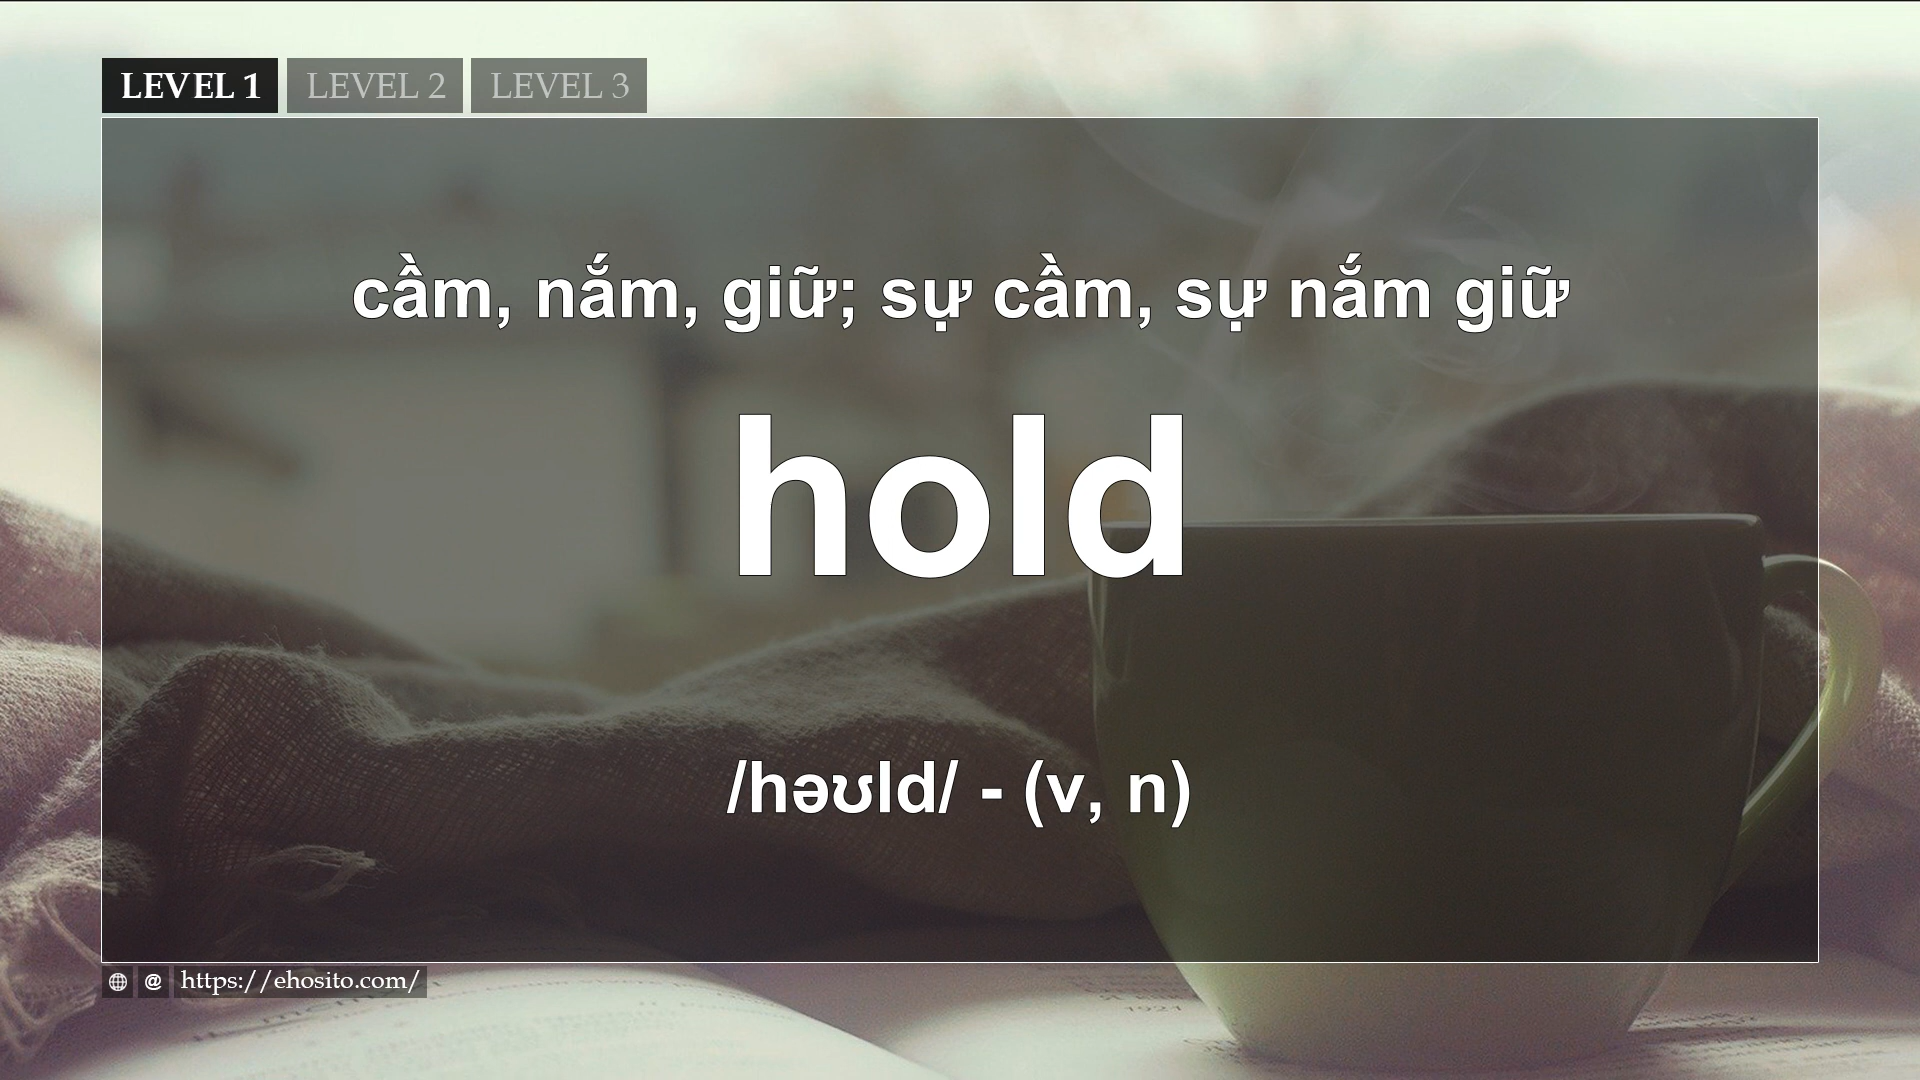 LEVEL 1 LEVEL 2 LEVEL 3
cầm, nắm, giữ; sự cầm, sự nắm giữ
hold
/həʊld/ - (v, n)
@ https://ehosito.com/
1921